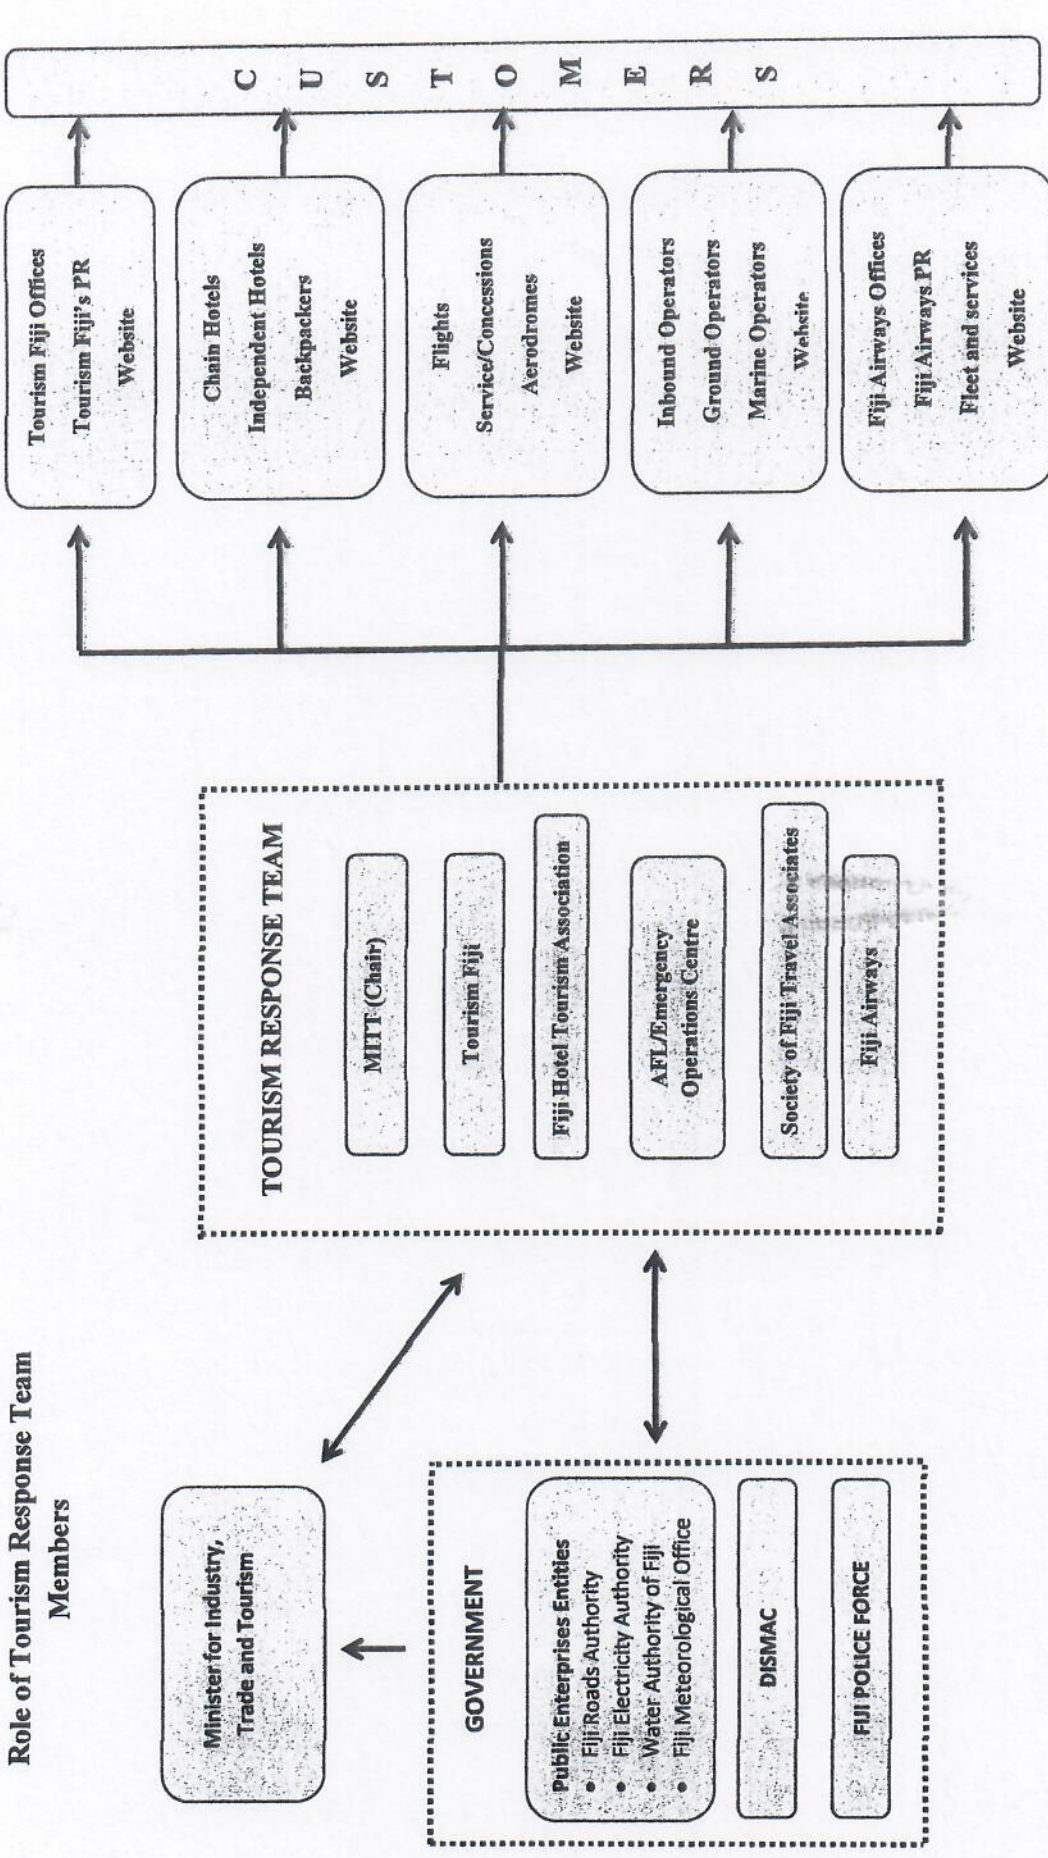 Role of Tourism Response Team
Members
Minister for Industry,
Trade and Tourism
GOVERNMENT
Public Enterprises Entities
• Fiji Roads Authority
• Fiji Electricity Authority
• Water Authority of Fiji
• Fiji Meteorological Office
DISMAC
FIJI POLICE FORCE
TOURISM RESPONSE TEAM
MITT (Chair)
Tourism Fiji
Fiji Hotel Tourism Association
AFL/Emergency
Operations Centre
Society of Fiji Travel Associates
Fiji Airways
Tourism Fiji Offices
Tourism Fiji's PR
Website
Chain Hotels
Independent Hotels
Backpackers
Website
Flights
Service/Concessions
Aerodromes
Website
Inbound Operators
Ground Operators
Marine Operators
Website
Fiji Airways Offices
Fiji Airways PR
Fleet and services
Website
C U S T O M E R S